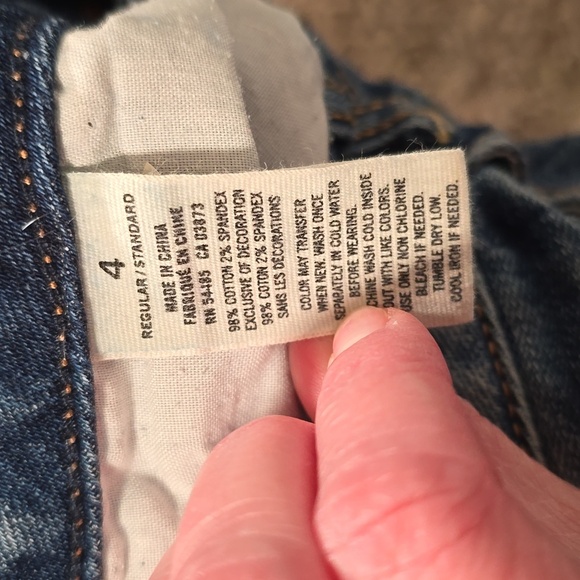 4
REGULAR / STANDARD
MADE IN CHINA
FABRIQUÉ EN CHINE
RN 54485 CA 03873
98% COTTON 2% SPANDEX
EXCLUSIVE OF DECORATION
98% COTON 2% SPANDEX
SANS LES DÉCORATIONS
COLOR MAY TRANSFER
WHEN NEW. WASH ONCE
SEPARATELY IN COLD WATER
BEFORE WEARING.
CHINE WASH COLD INSIDE
OUT WITH LIKE COLORS.
USE ONLY NON CHLORINE
BLEACH IF NEEDED.
TUMBLE DRY LOW.
COOL IRON IF NEEDED.